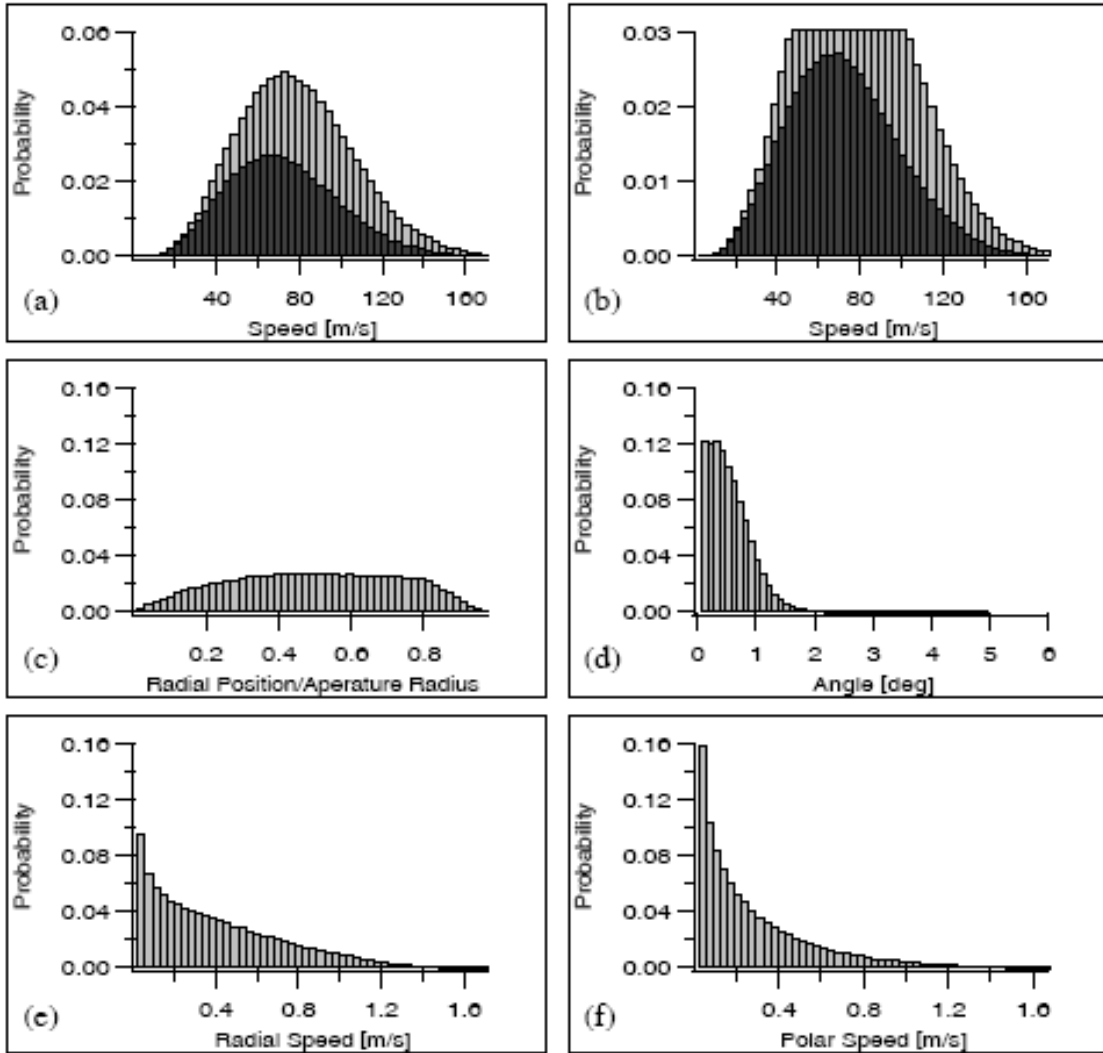 0.06
0.04
0.02
0.00
Probability
40 80 120 160
(a)
Speed [m/s]
0.03
0.02
0.01
0.00
Probability
40 80 120 160
(b)
Speed [m/s]
0.16
0.12
0.08
0.04
0.00
Probability
0.2 0.4 0.6 0.8
(c)
Radial Position/Aperature Radius
0.16
0.12
0.08
0.04
0.00
Probability
0 1 2 3 4 5 6
(d)
Angle [deg]
0.16
0.12
0.08
0.04
0.00
Probability
0.4 0.8 1.2 1.6
(e)
Radial Speed [m/s]
0.16
0.12
0.08
0.04
0.00
Probability
0.4 0.8 1.2 1.6
(f)
Polar Speed [m/s]